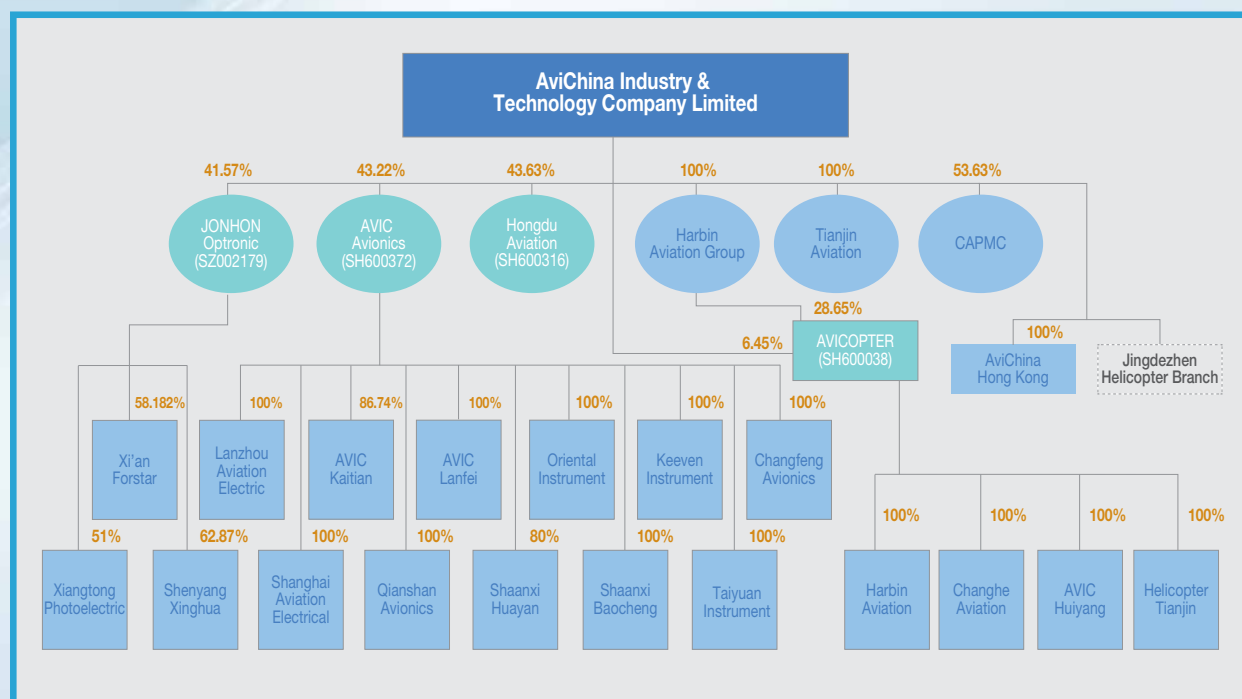 AviChina Industry &
Technology Company Limited
41.57%
43.22%
43.63%
100%
100%
53.63%
JONHON
Optronic
(SZ002179)
AVIC
Avionics
(SH600372)
Hongdu
Aviation
(SH600316)
Harbin
Aviation Group
Tianjin
Aviation
CAPMC
28.65%
6.45%
AVICOPTER
(SH600038)
100%
AviChina
Hong Kong
Jingdezhen
Helicopter Branch
58.182%
100%
86.74%
100%
100%
100%
100%
Xi'an
Forstar
Lanzhou
Aviation
Electric
AVIC
Kaitian
AVIC
Lanfei
Oriental
Instrument
Keeven
Instrument
Changfeng
Avionics
51%
62.87%
100%
100%
80%
100%
100%
100%
100%
100%
100%
Xiangtong
Photoelectric
Shenyang
Xinghua
Shanghai
Aviation
Electrical
Qianshan
Avionics
Shaanxi
Huayan
Shaanxi
Baocheng
Taiyuan
Instrument
Harbin
Aviation
Changhe
Aviation
AVIC
Huiyang
Helicopter
Tianjin